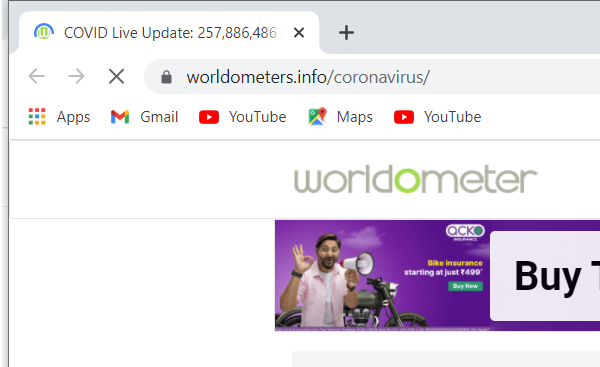 COVID Live Update: 257,886,486
worldometers.info/coronavirus/
Apps Gmail YouTube Maps YouTube
worldometer
acko
INSURANCE
Bike insurance
starting at just ₹499*
Buy Now
Buy T